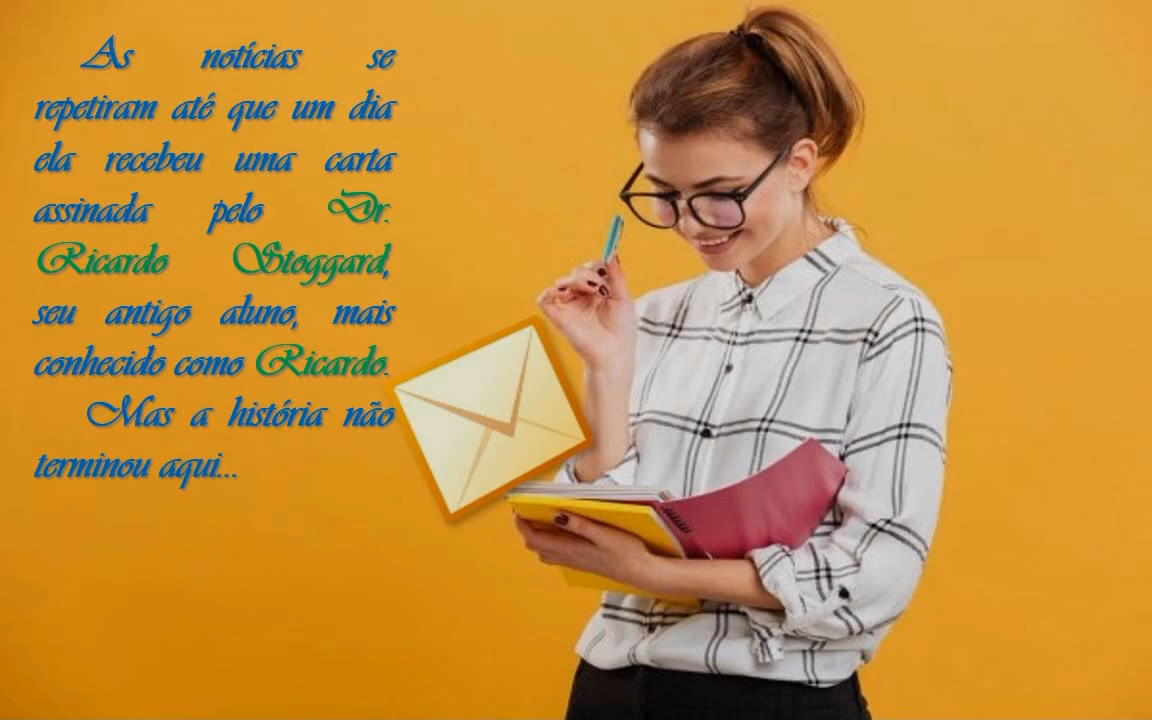 As notícias se
repetiram até que um dia
ela recebeu uma carta
assinada pelo Dr.
Ricardo Stoggard,
seu antigo aluno, mais
conhecido como Ricardo.
Mas a história não
terminou aqui...